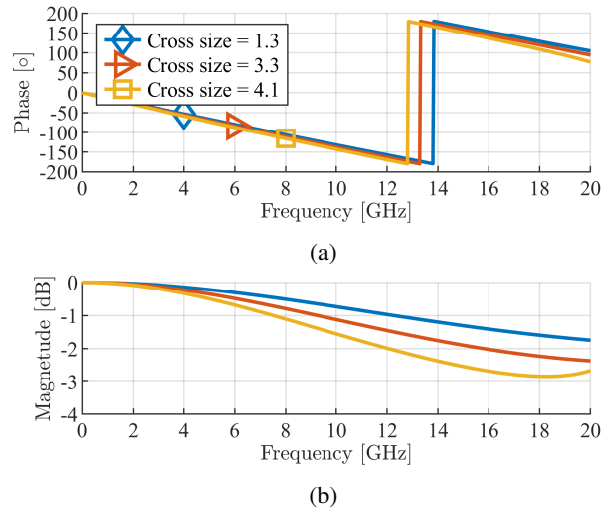 200
150
100
50
0
-50
-100
-150
-200
Phase [○]
Cross size = 1.3
Cross size = 3.3
Cross size = 4.1
0 2 4 6 8 10 12 14 16 18 20
Frequency [GHz]
(a)
0
-1
-2
-3
-4
Magnetude [dB]
0 2 4 6 8 10 12 14 16 18 20
Frequency [GHz]
(b)